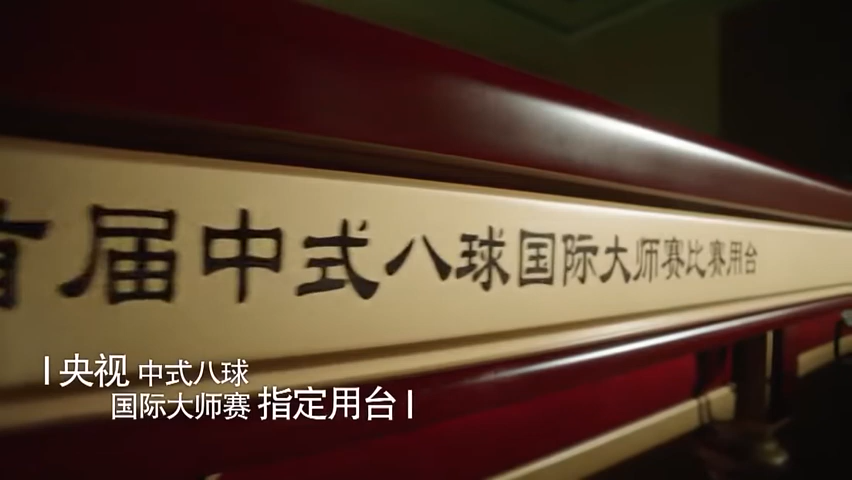 首届中式八球国际大师赛比赛用台
央视 中式八球
国际大师赛 指定用台